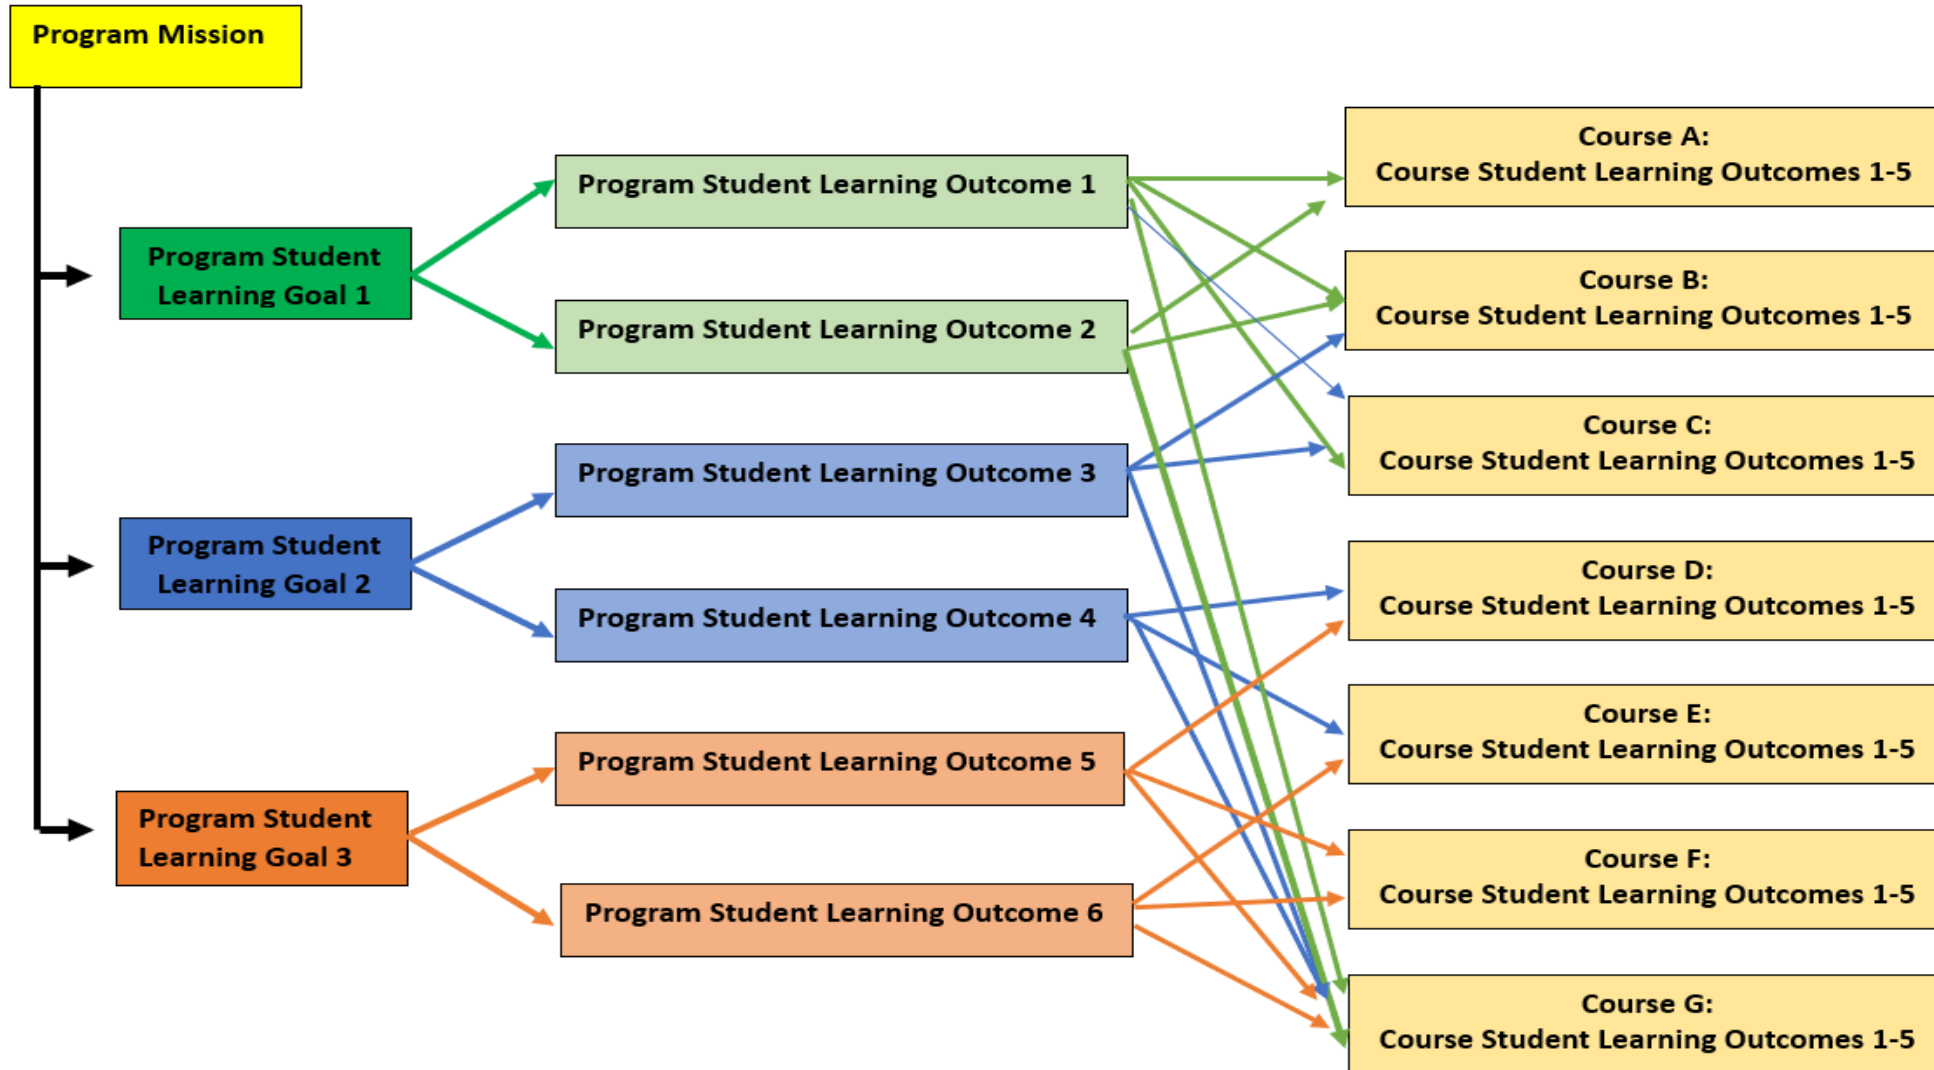 Program Mission
Program Student
Learning Goal 1
Program Student
Learning Goal 2
Program Student
Learning Goal 3
Program Student Learning Outcome 1
Program Student Learning Outcome 2
Program Student Learning Outcome 3
Program Student Learning Outcome 4
Program Student Learning Outcome 5
Program Student Learning Outcome 6
Course A:
Course Student Learning Outcomes 1-5
Course B:
Course Student Learning Outcomes 1-5
Course C:
Course Student Learning Outcomes 1-5
Course D:
Course Student Learning Outcomes 1-5
Course E:
Course Student Learning Outcomes 1-5
Course F:
Course Student Learning Outcomes 1-5
Course G:
Course Student Learning Outcomes 1-5